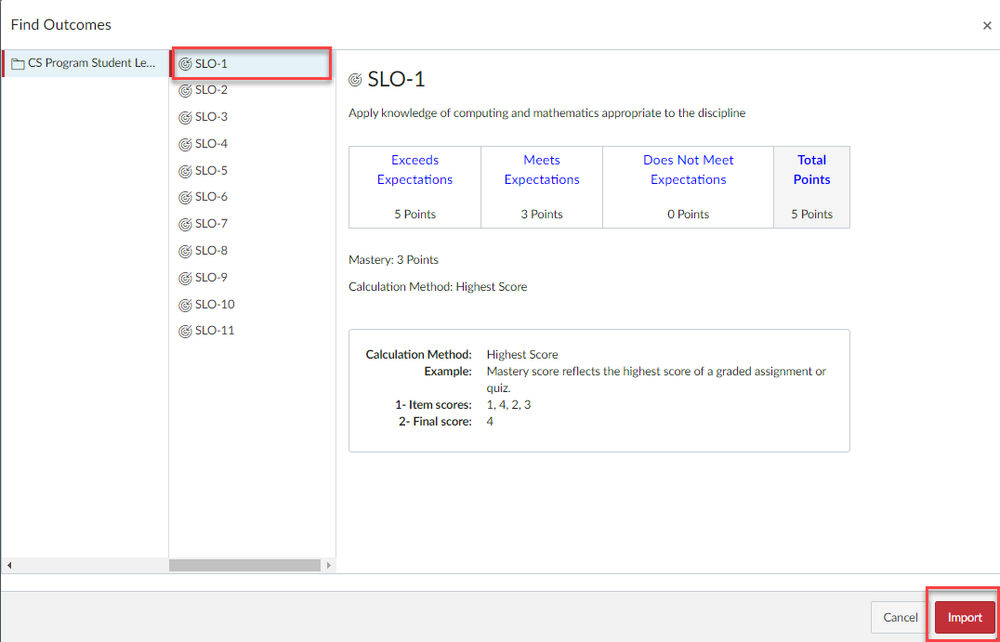 Find Outcomes
×
CS Program Student Le...
SLO-1
SLO-2
SLO-3
SLO-4
SLO-5
SLO-6
SLO-7
SLO-8
SLO-9
SLO-10
SLO-11
SLO-1
Apply knowledge of computing and mathematics appropriate to the discipline
Exceeds Expectations
5 Points
Meets Expectations
3 Points
Does Not Meet Expectations
0 Points
Total Points
5 Points
Mastery: 3 Points
Calculation Method: Highest Score
Calculation Method: Highest Score
Example: Mastery score reflects the highest score of a graded assignment or
quiz.
1- Item scores: 1, 4, 2, 3
2- Final score: 4
Cancel
Import